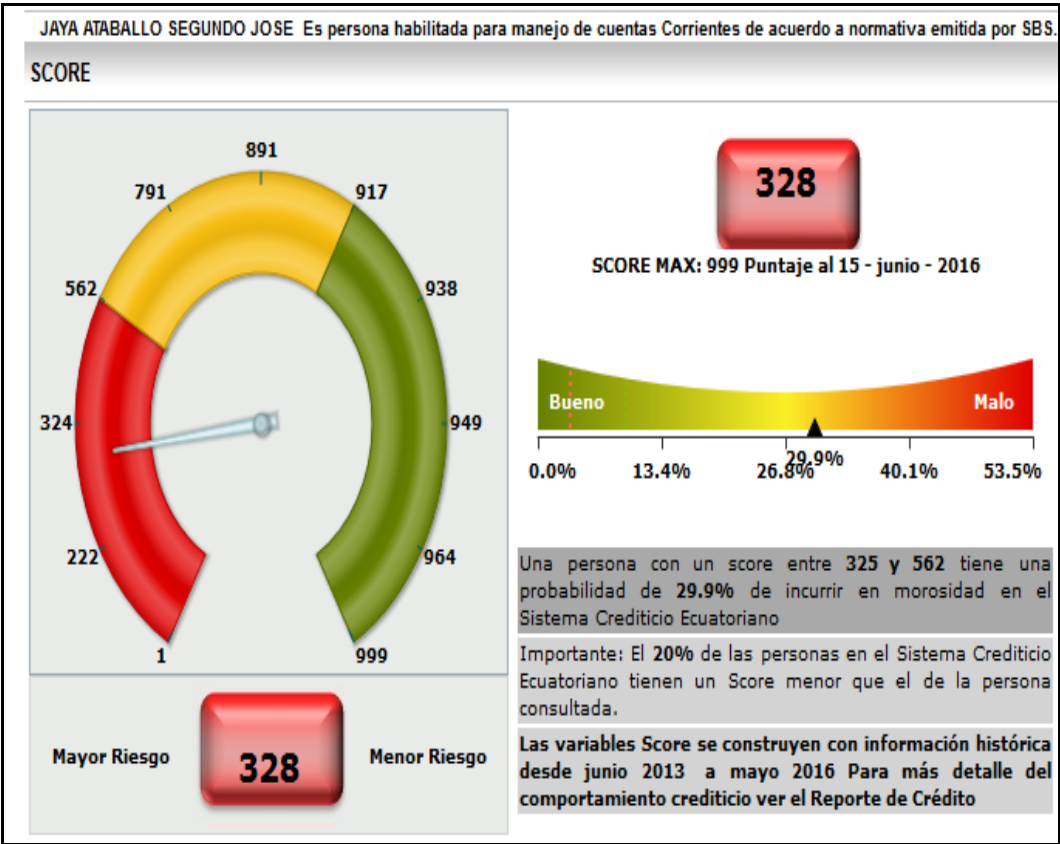 JAYA ATABALLO SEGUNDO JOSE Es persona habilitada para manejo de cuentas Corrientes de acuerdo a normativa emitida por SBS.
SCORE
891
791
917
562
938
324
949
222
964
1
999
Mayor Riesgo
328
Menor Riesgo
328
SCORE MAX: 999 Puntaje al 15 - junio - 2016
Bueno
Malo
29.9%
0.0%
13.4%
26.8%
40.1%
53.5%
Una persona con un score entre 325 y 562 tiene una
probabilidad de 29.9% de incurrir en morosidad en el
Sistema Crediticio Ecuatoriano
Importante: El 20% de las personas en el Sistema Crediticio
Ecuatoriano tienen un Score menor que el de la persona
consultada.
Las variables Score se construyen con información histórica
desde junio 2013 a mayo 2016 Para más detalle del
comportamiento crediticio ver el Reporte de Crédito